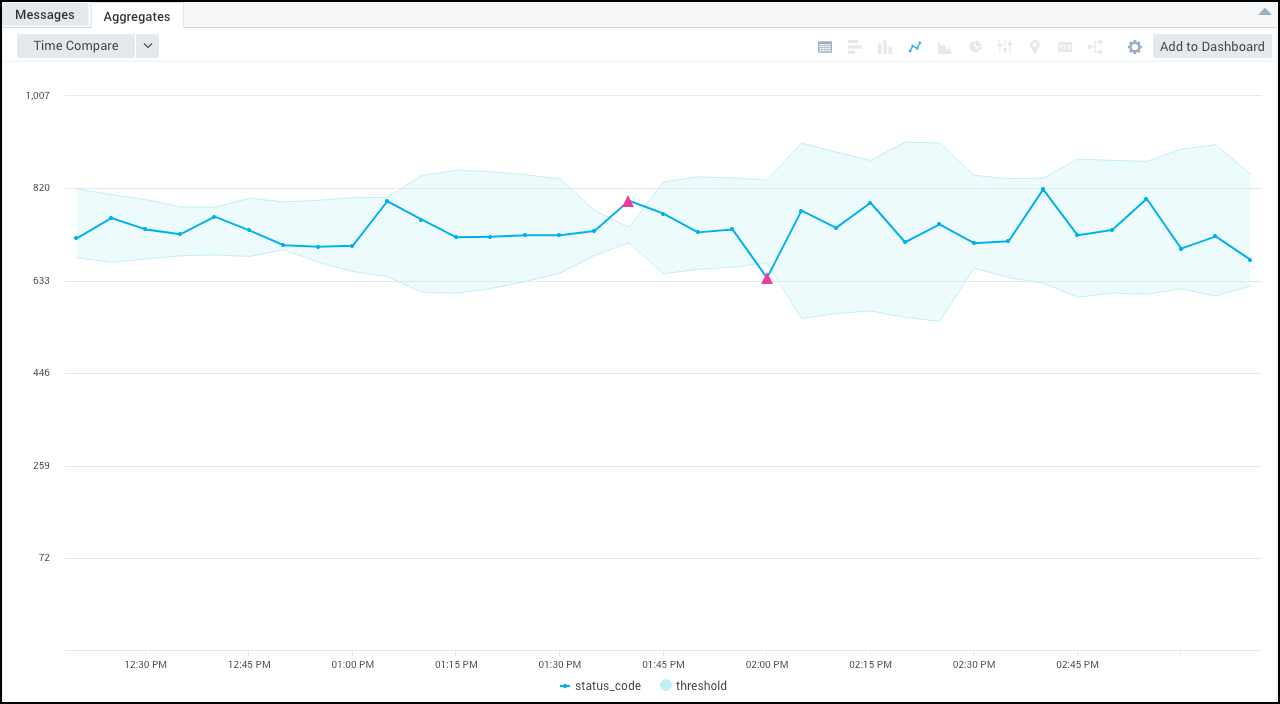 Messages
Aggregates
Time Compare
Add to Dashboard
1,007
820
633
446
259
72
12:30 PM 12:45 PM 01:00 PM 01:15 PM 01:30 PM 01:45 PM 02:00 PM 02:15 PM 02:30 PM 02:45 PM
status_code threshold